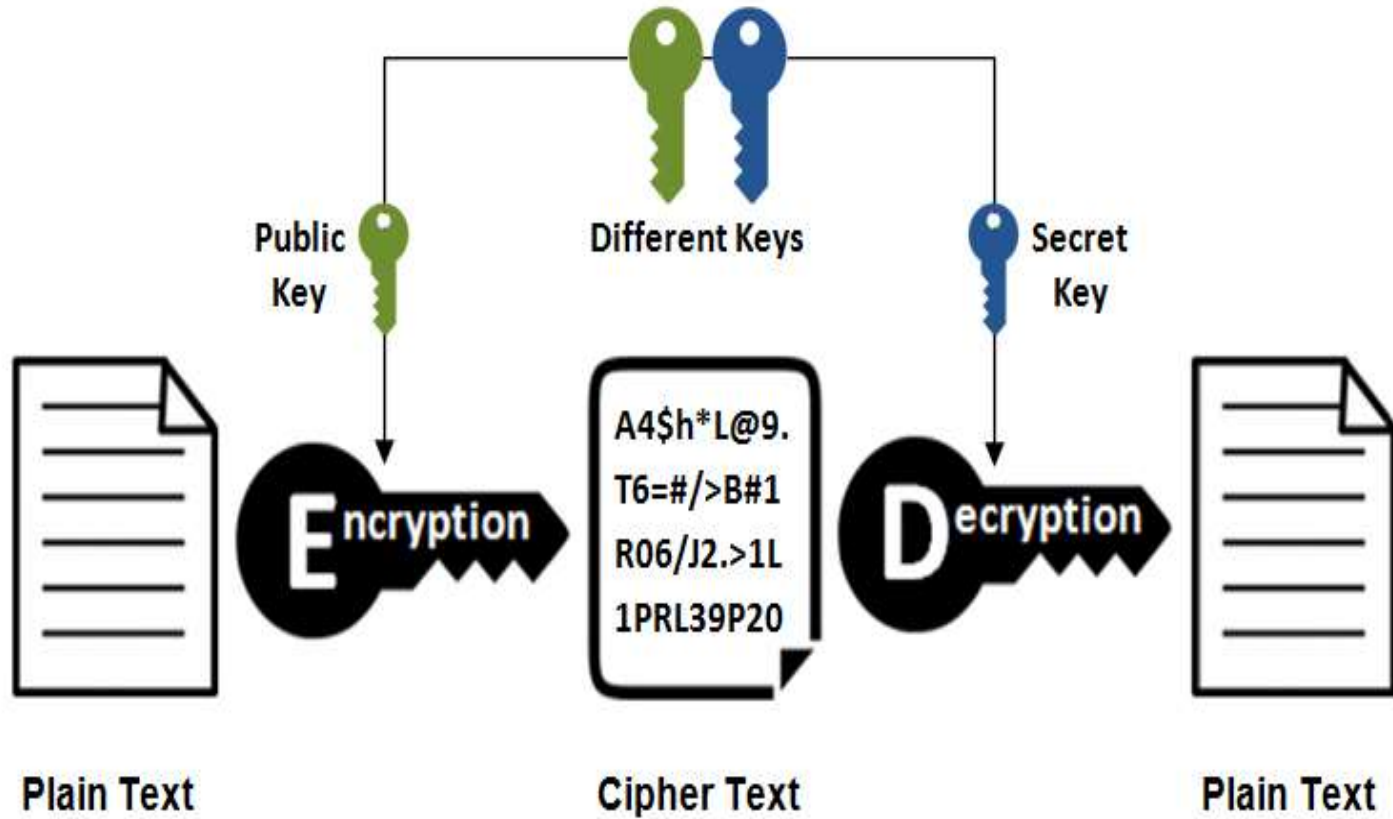 Public
Key
Different Keys
Secret
Key
Encryption
A4$h*L@9.
T6=#/>B#1
R06/J2.>1L
1PRL39P20
Decryption
Plain Text
Cipher Text
Plain Text